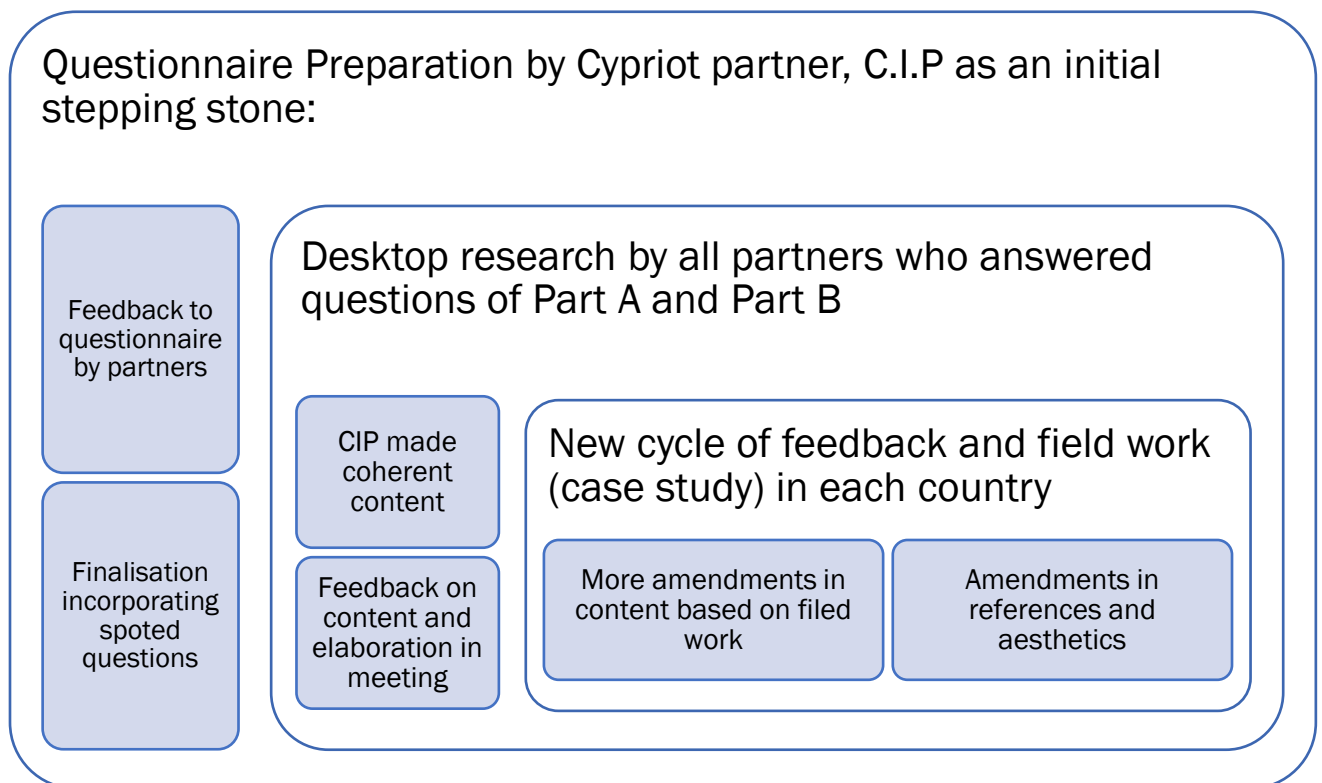 Questionnaire Preparation by Cypriot partner, C.I.P as an initial
stepping stone:
Feedback to
questionnaire
by partners
Finalisation
incorporating
spoted
questions
Desktop research by all partners who answered
questions of Part A and Part B
CIP made
coherent
content
Feedback on
content and
elaboration in
meeting
New cycle of feedback and field work
(case study) in each country
More amendments in
content based on filed
work
Amendments in
references and
aesthetics